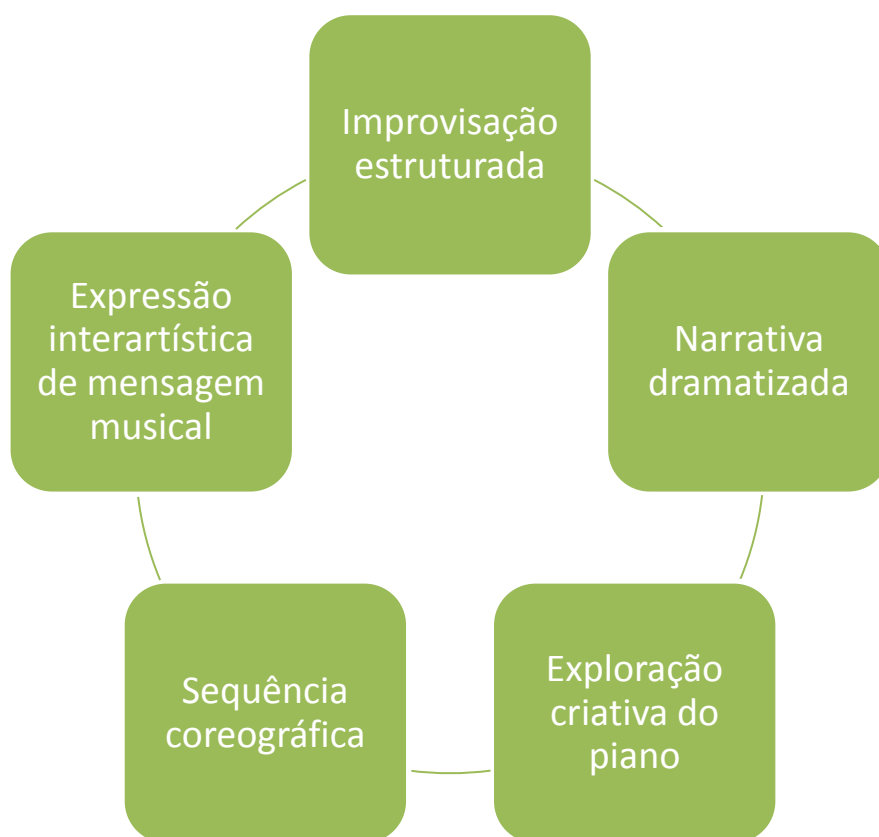 Improvisação
estruturada
Narrativa
dramatizada
Exploração
criativa do
piano
Sequência
coreográfica
Expressão
interartística
de mensagem
musical